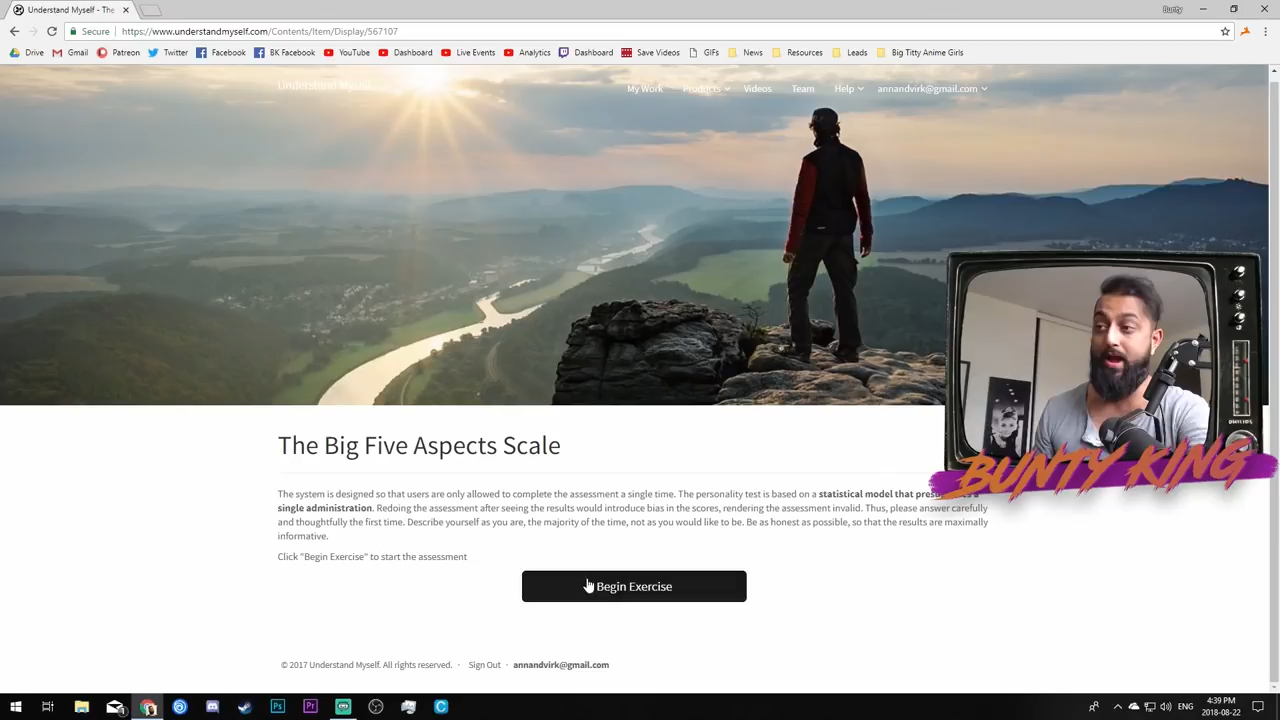 Understand Myself - The
Bunty
Secure
https://www.understandmyself.com/Contents/Item/Display/567107
Drive
Gmail
Patreon
Twitter
Facebook
BK Facebook
YouTube
Dashboard
Live Events
Analytics
Dashboard
Save Videos
GIFs
News
Resources
Leads
Big Titty Anime Girls
Understand Myself
My Work
Products
Videos
Team
Help
annandvirk@gmail.com
PHILIPS
BUNTY KING
The Big Five Aspects Scale
The system is designed so that users are only allowed to complete the assessment a single time. The personality test is based on a statistical model that a
single administration. Redoing the assessment after seeing the results would introduce bias in the scores, rendering the assessment invalid. Thus, please answer carefully
and thoughtfully the first time. Describe yourself as you are, the majority of the time, not as you would like to be. Be as honest as possible, so that the results are maximally
informative.
Click "Begin Exercise" to start the assessment
Begin Exercise
© 2017 Understand Myself. All rights reserved. · Sign Out · annandvirk@gmail.com
Ps
Pr
C
ENG
4:39 PM
2018-08-22